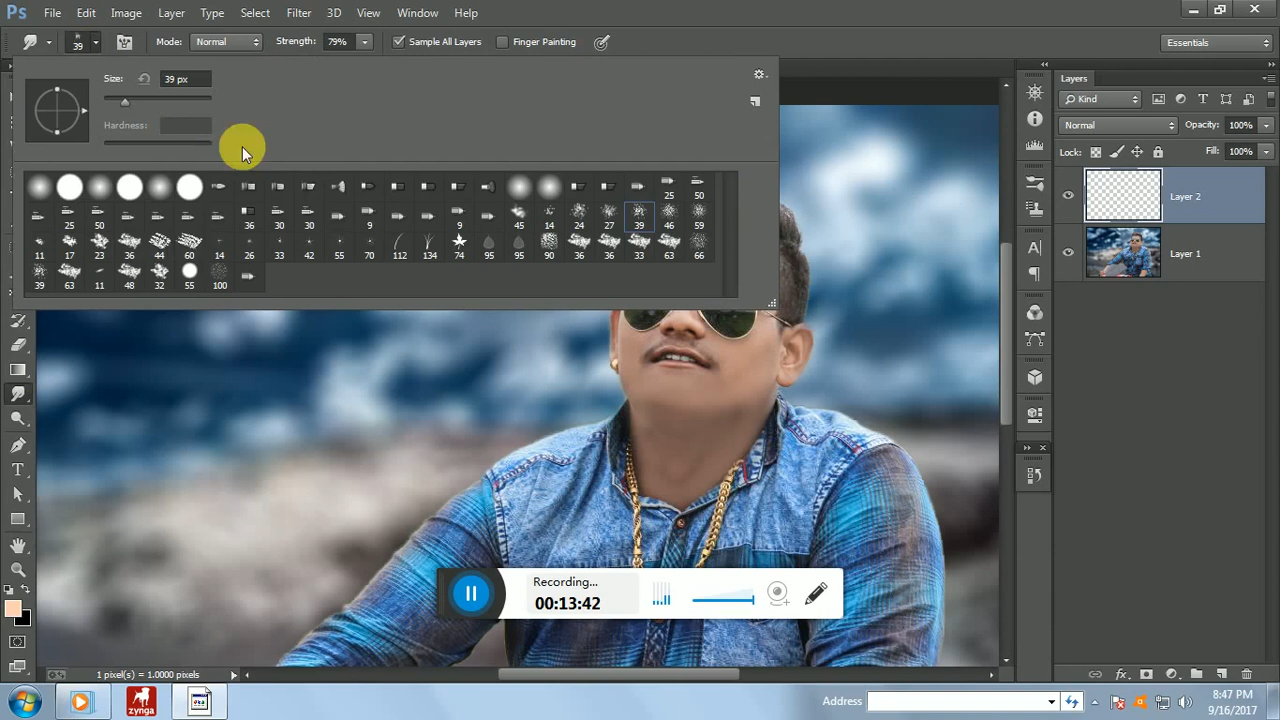 Ps File Edit Image Layer Type Select Filter 3D View Window Help
39 Mode: Normal Strength: 79% Sample All Layers Finger Painting Essentials
Size: 39 px
Hardness:
25 50
25 50 36 30 30 9 9 45 14 24 27 39 46 59
11 17 23 36 44 60 14 26 33 42 55 70 112 134 74 95 95 90 36 36 33 63 66
39 63 11 48 32 55 100
Layers
Kind
Normal Opacity: 100%
Lock: Fill: 100%
Layer 2
Layer 1
Recording...
00:13:42
1 pixel(s) = 1.0000 pixels
zynga
Address
8:47 PM
9/16/2017